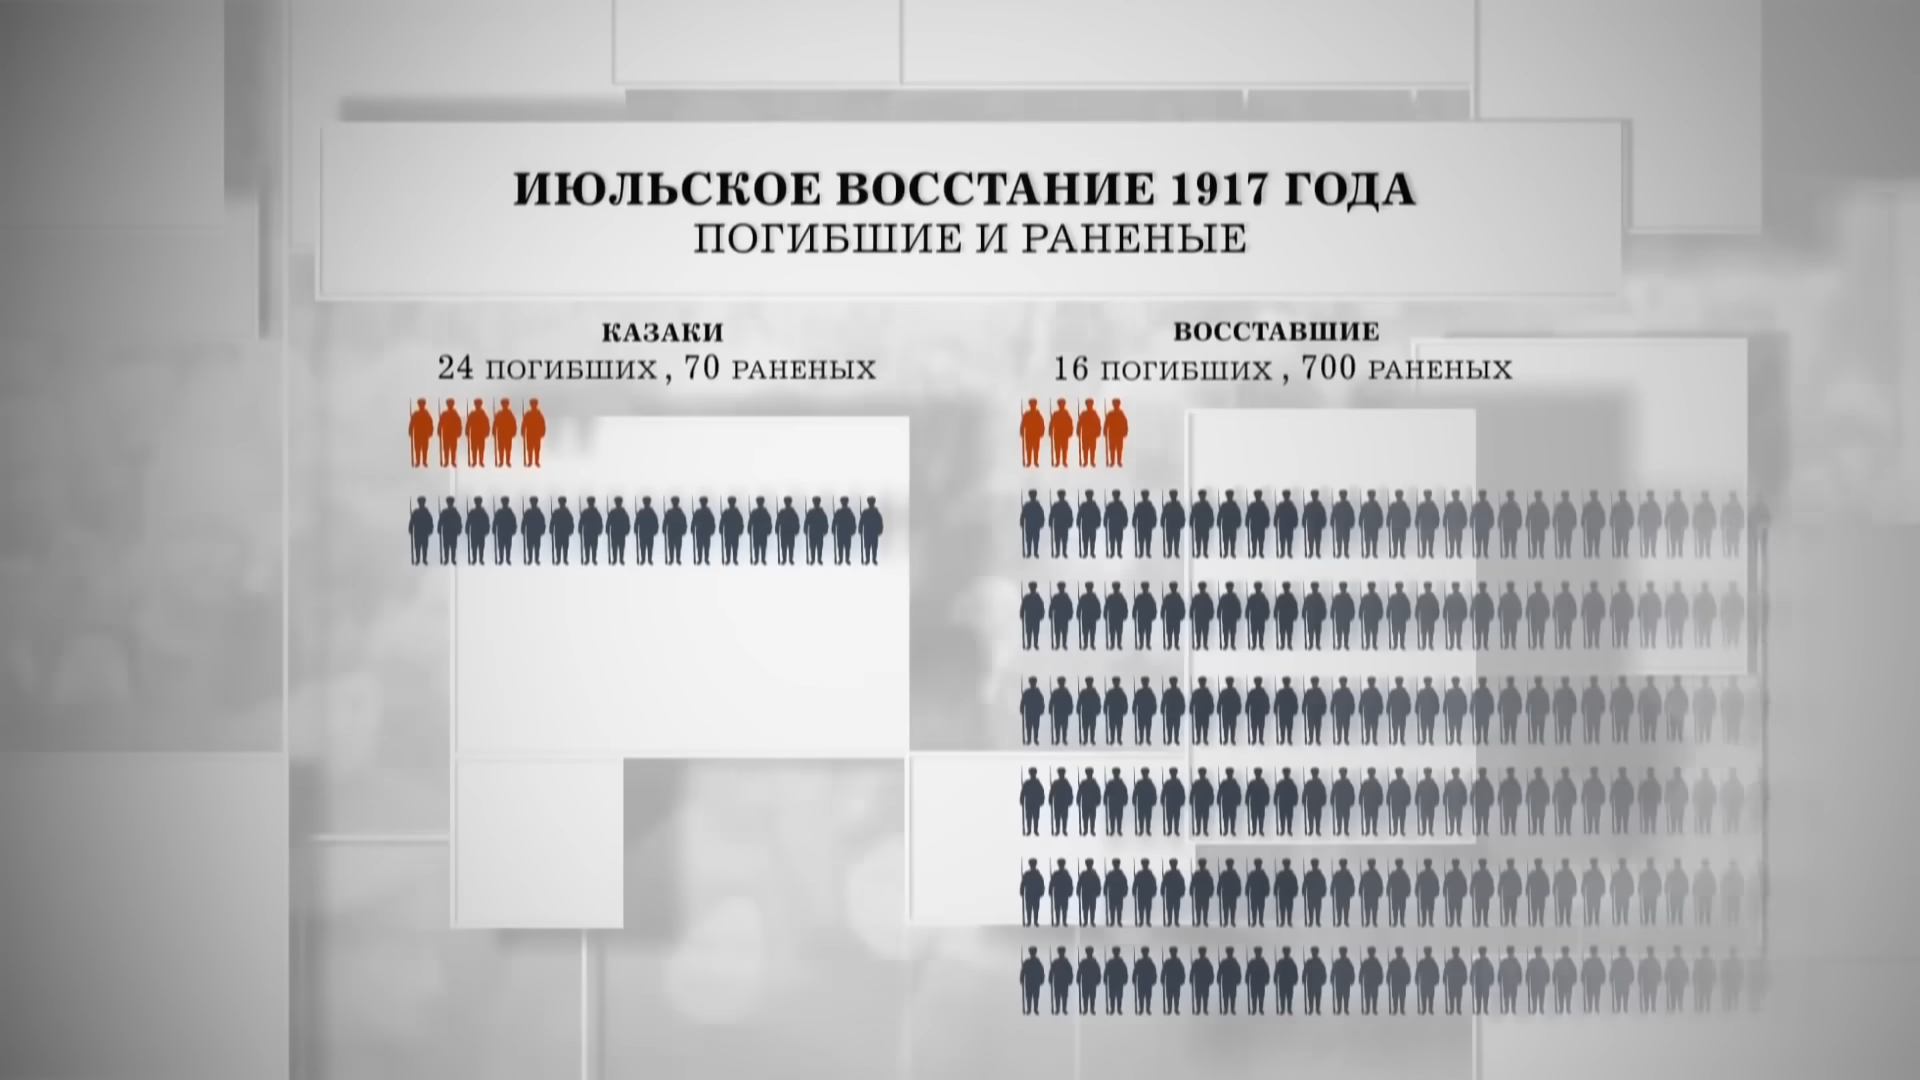 ИЮЛЬСКОЕ ВОССТАНИЕ 1917 ГОДА
ПОГИБШИЕ И РАНЕНЫЕ
КАЗАКИ
24 ПОГИБШИХ , 70 РАНЕНЫХ
ВОССТАВШИЕ
16 ПОГИБШИХ , 700 РАНЕНЫХ